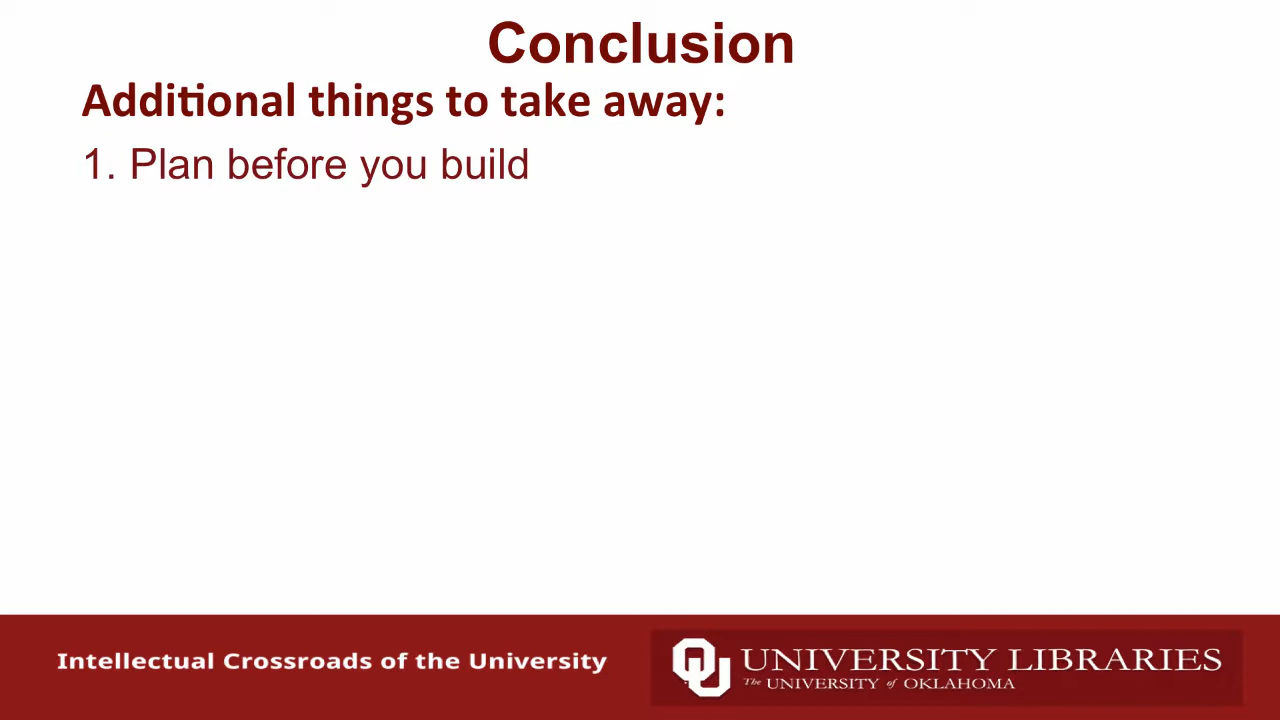 Conclusion
Additional things to take away:
1. Plan before you build
Intellectual Crossroads of the University
OU
UNIVERSITY LIBRARIES
The UNIVERSITY of OKLAHOMA